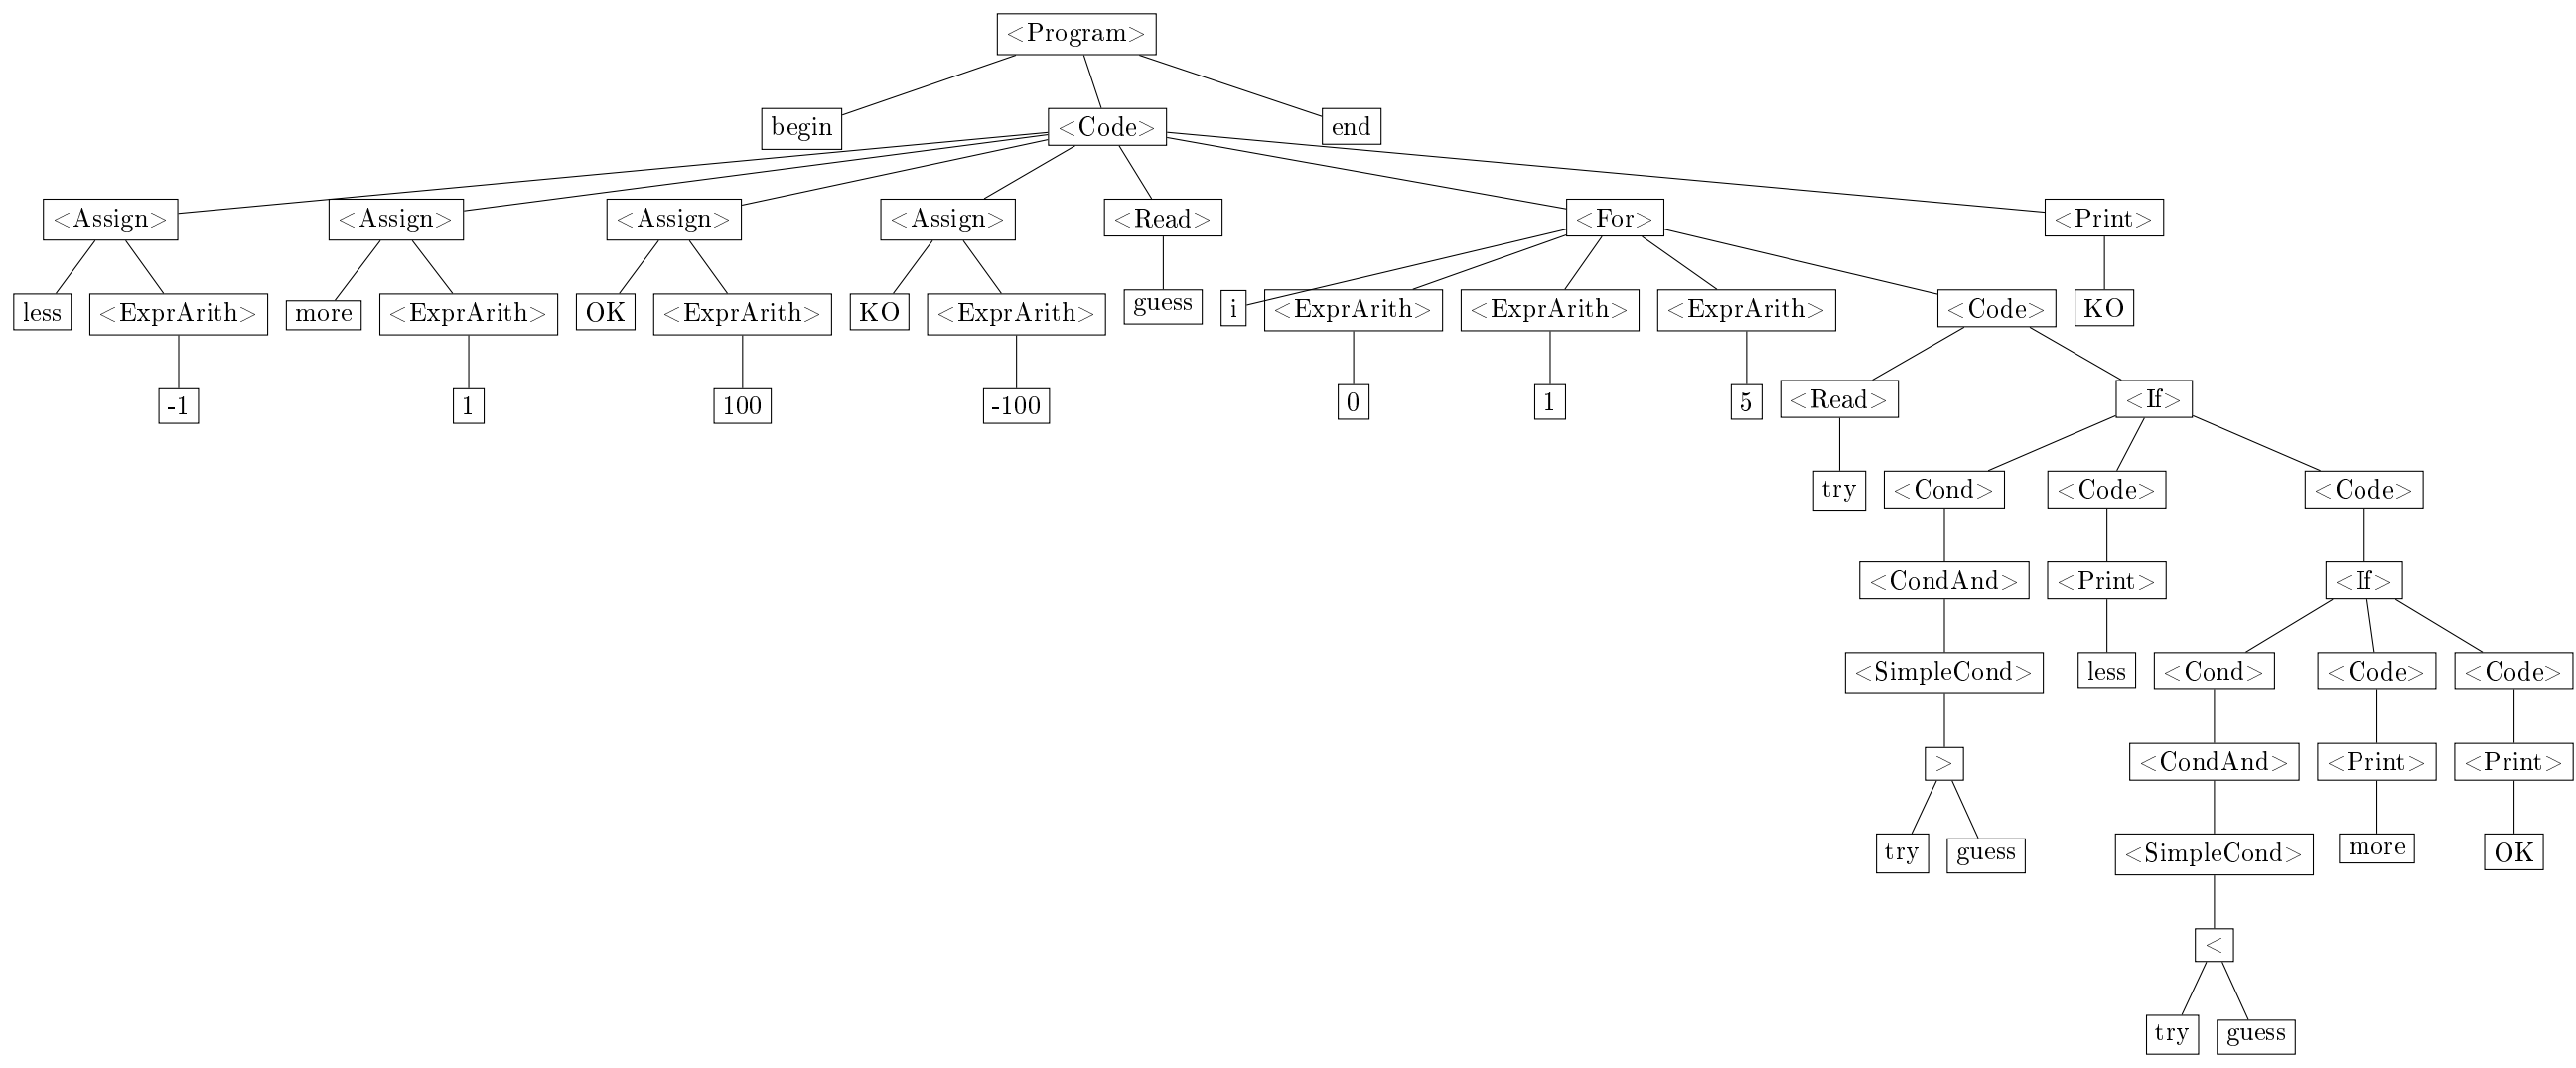 <Program>
begin <Code> end
<Assign> <Assign> <Assign> <Assign> <Read> <For> <Print>
less <ExprArith> more <ExprArith> OK <ExprArith> KO <ExprArith> guess i <ExprArith> <ExprArith> <ExprArith> <Code> KO
-1 1 100 -100 0 1 5 <Read> <If>
try <Cond> <Code> <Code>
<CondAnd> <Print> <If>
<SimpleCond> less <Cond> <Code> <Code>
> <CondAnd> <Print> <Print>
try guess <SimpleCond> more OK
<
try guess